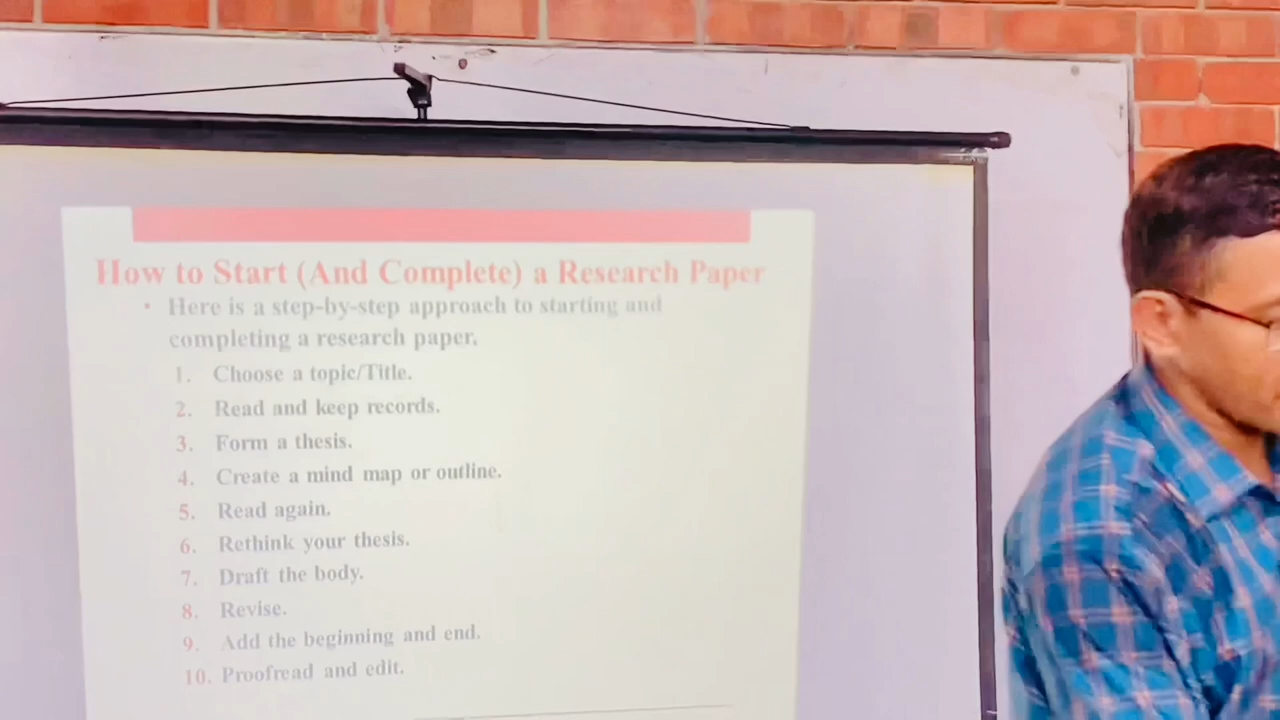 How to Start (And Complete) a Research Paper
• Here is a step-by-step approach to starting and
completing a research paper.
1. Choose a topic/Title.
2. Read and keep records.
3. Form a thesis.
4. Create a mind map or outline.
5. Read again.
6. Rethink your thesis.
7. Draft the body.
8. Revise.
9. Add the beginning and end.
10. Proofread and edit.